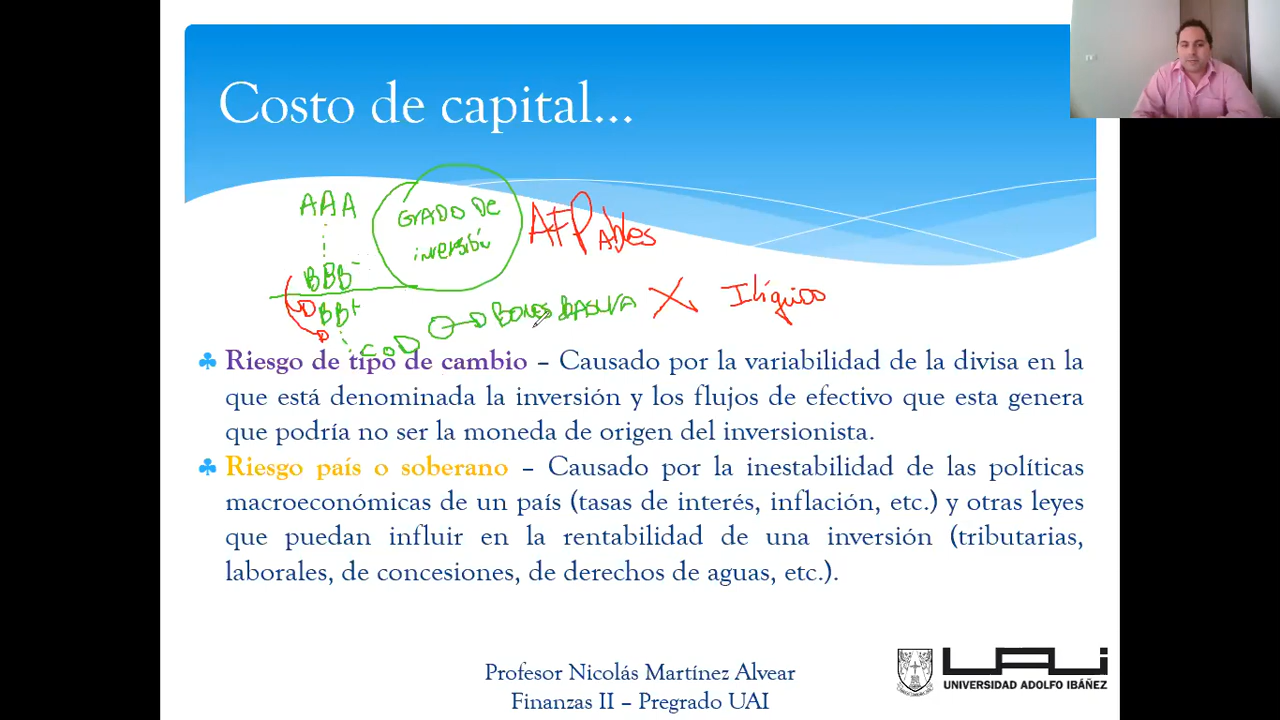 Costo de capital...
AAA
GRADO DE
inversión
AFP
ABles
BBB-
BB+
C o D
BONOS BASURA
X Ilíquido
Riesgo de tipo de cambio – Causado por la variabilidad de la divisa en la
que está denominada la inversión y los flujos de efectivo que esta genera
que podría no ser la moneda de origen del inversionista.
Riesgo país o soberano – Causado por la inestabilidad de las políticas
macroeconómicas de un país (tasas de interés, inflación, etc.) y otras leyes
que puedan influir en la rentabilidad de una inversión (tributarias,
laborales, de concesiones, de derechos de aguas, etc.).
Profesor Nicolás Martínez Alvear
Finanzas II – Pregrado UAI
UAI
UNIVERSIDAD ADOLFO IBÁÑEZ